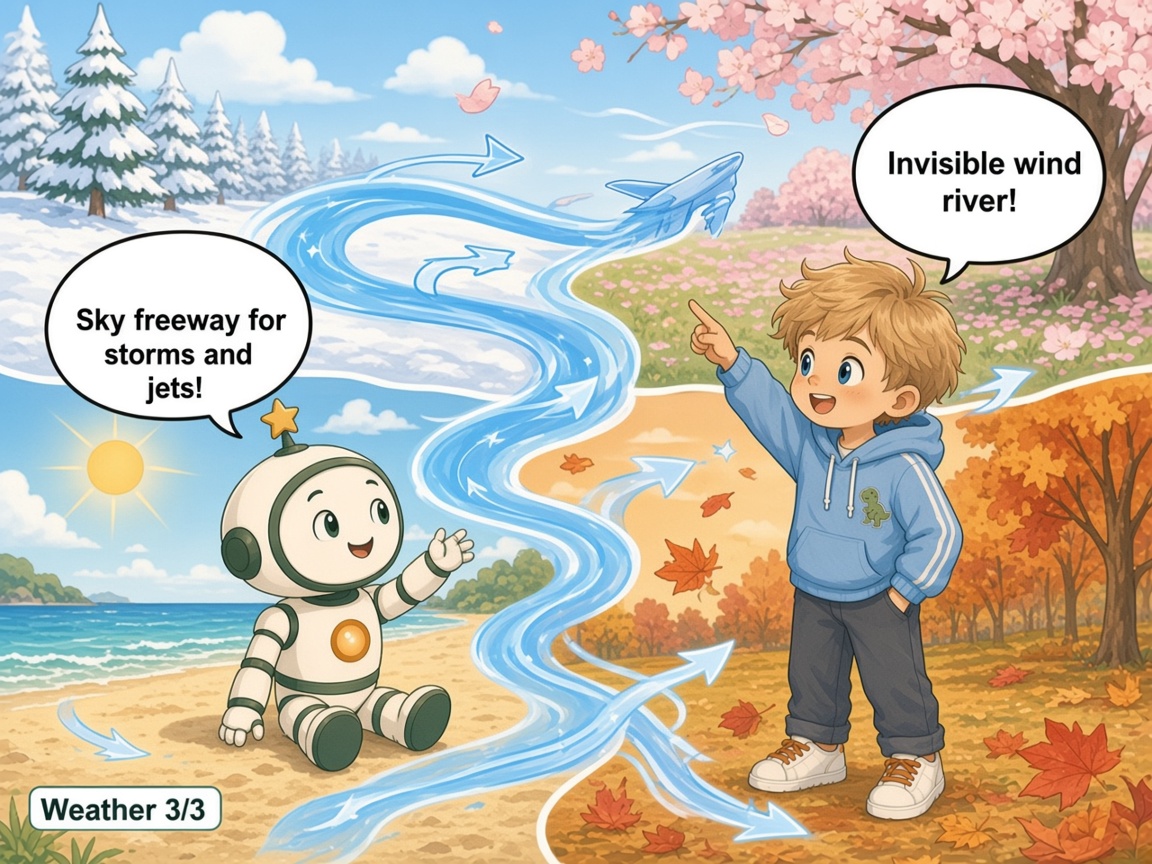 Invisible wind
river!
Sky freeway for
storms and
jets!
Weather 3/3